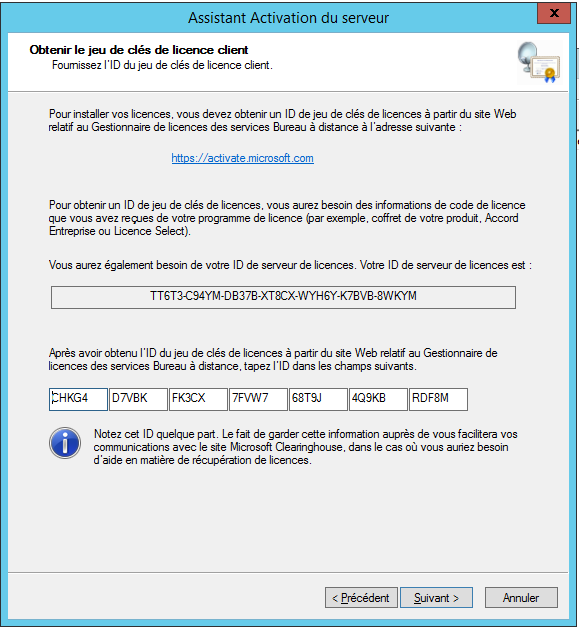 Assistant Activation du serveur
x
Obtenir le jeu de clés de licence client
Fournissez l'ID du jeu de clés de licence client.
Pour installer vos licences, vous devez obtenir un ID de jeu de clés de licences à partir du site Web
relatif au Gestionnaire de licences des services Bureau à distance à l'adresse suivante :
https://activate.microsoft.com
Pour obtenir un ID de jeu de clés de licences, vous aurez besoin des informations de code de licence
que vous avez reçues de votre programme de licence (par exemple, coffret de votre produit, Accord
Entreprise ou Licence Select).
Vous aurez également besoin de votre ID de serveur de licences. Votre ID de serveur de licences est :
TT6T3-C94YM-DB37B-XT8CX-WYH6Y-K7BVB-8WKYM
Après avoir obtenu l'ID du jeu de clés de licences à partir du site Web relatif au Gestionnaire de
licences des services Bureau à distance, tapez l'ID dans les champs suivants.
CHKG4 D7VBK FK3CX 7FVW7 68T9J 4Q9KB RDF8M
Notez cet ID quelque part. Le fait de garder cette information auprès de vous facilitera vos
communications avec le site Microsoft Clearinghouse, dans le cas où vous auriez besoin
d'aide en matière de récupération de licences.
< Précédent Suivant > Annuler